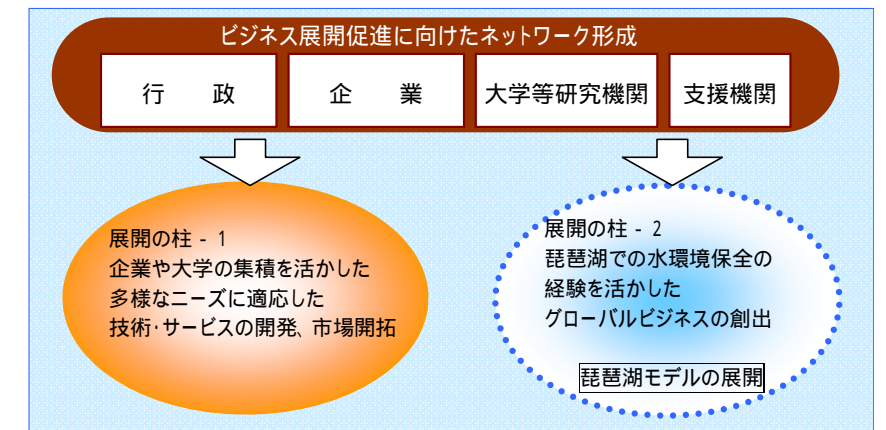 ビジネス展開促進に向けたネットワーク形成
行　　政
企　　業
大学等研究機関
支援機関
展開の柱 - 1
企業や大学の集積を活かした
多様なニーズに適応した
技術・サービスの開発、市場開拓
展開の柱 - 2
琵琶湖での水環境保全の
経験を活かした
グローバルビジネスの創出
琵琶湖モデルの展開